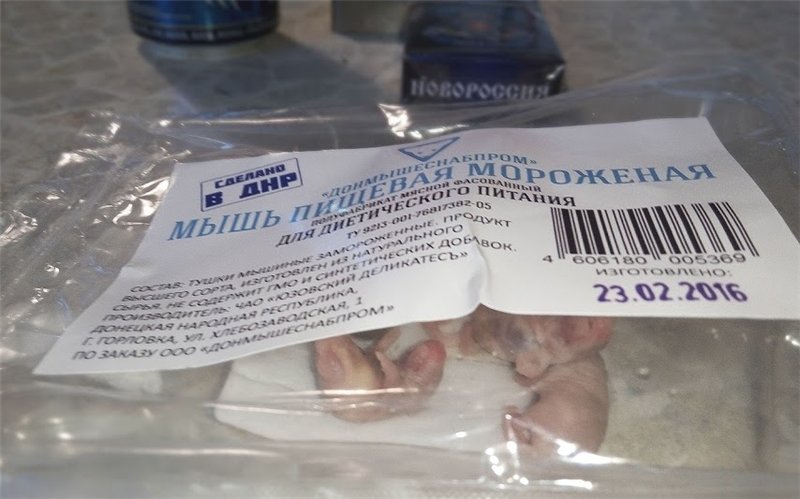 НОВОРОССИЯ
СДЕЛАНО
В ДНР
«ДОНМЫШЕСНАБПРОМ»
МЫШЬ ПИЩЕВАЯ МОРОЖЕНАЯ
ПОЛУФАБРИКАТ МЯСНОЙ ФАСОВАННЫЙ
ДЛЯ ДИЕТИЧЕСКОГО ПИТАНИЯ
ТУ 9213-001-76817382-05
СОСТАВ: ТУШКИ МЫШИНЫЕ ЗАМОРОЖЕННЫЕ. ПРОДУКТ
ВЫСШЕГО СОРТА, ИЗГОТОВЛЕН ИЗ НАТУРАЛЬНОГО
СЫРЬЯ. НЕ СОДЕРЖИТ ГМО И СИНТЕТИЧЕСКИХ ДОБАВОК.
ПРОИЗВОДИТЕЛЬ: ЧАО «ЮЗОВСКИЙ ДЕЛИКАТЕСЪ»
ДОНЕЦКАЯ НАРОДНАЯ РЕСПУБЛИКА,
Г. ГОРЛОВКА, УЛ. ХЛЕБОЗАВОДСКАЯ, 1
ПО ЗАКАЗУ ООО «ДОНМЫШЕСНАБПРОМ»
4 606180 005369
ИЗГОТОВЛЕНО:
23.02.2016